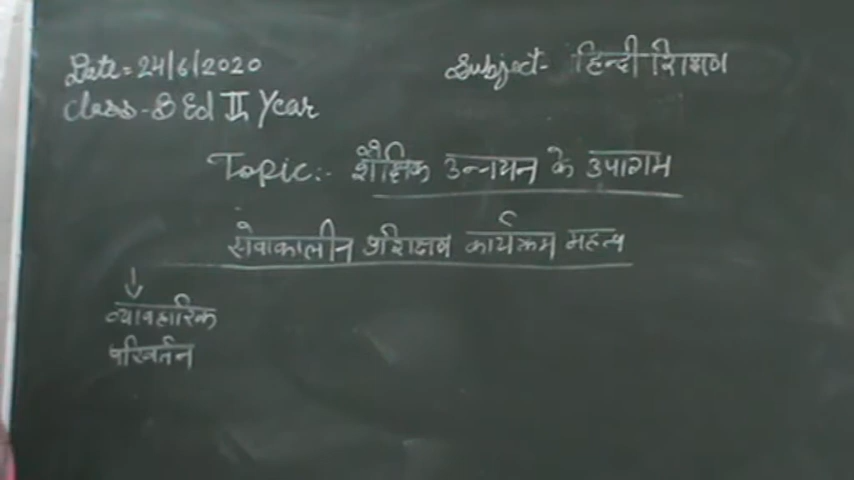 Date = 24/6/2020
Subject- हिन्दी शिक्षण
Class-B Ed II Year
Topic:- शैक्षिक उन्नयन के उपागम
सेवाकालीन प्रशिक्षण कार्यक्रम महत्व
↓
व्यावहारिक
परिवर्तन